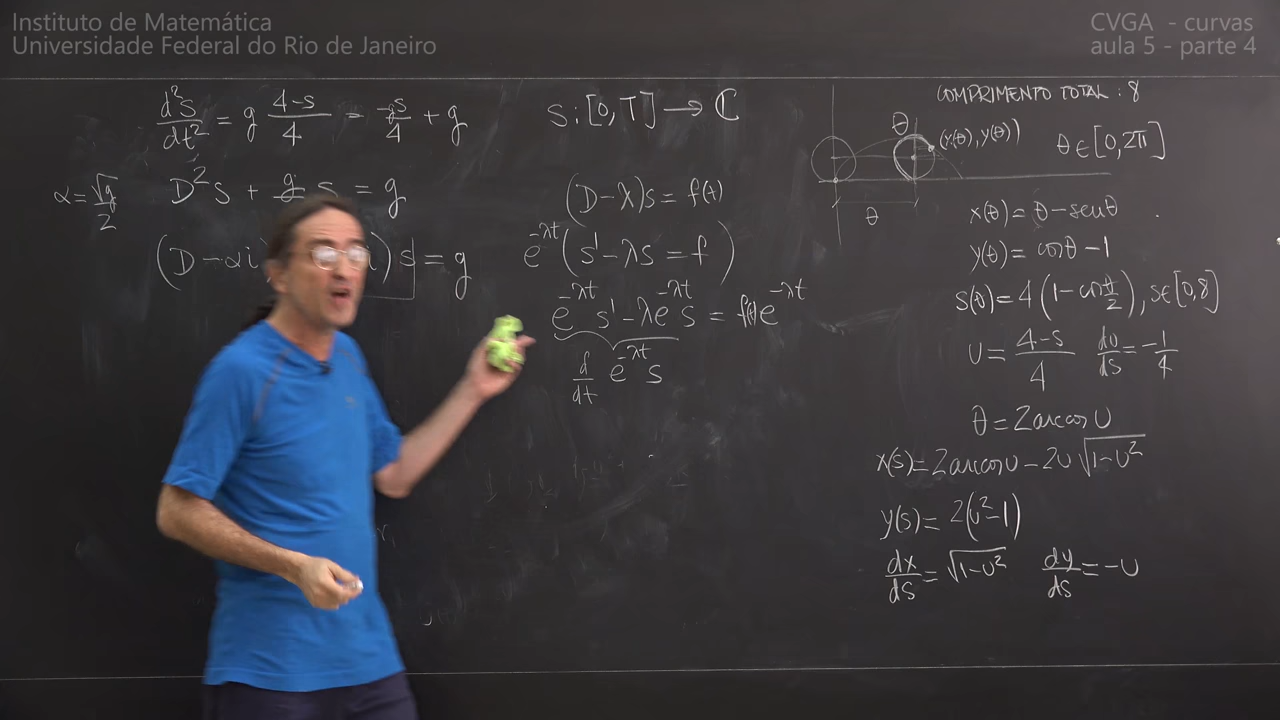 Instituto de Matemática
Universidade Federal do Rio de Janeiro
CVGA - curvas
aula 5 - parte 4
d²s/dt² = g (4-s)/4 = -gs/4 + g
α = √g/2
D²s + g s = g
(D-αi) s = g
s: [0,T] → ℂ
(D-λ)s = f(t)
e^{-λt}(s' - λs = f)
e^{-λt} s' - λe^{-λt} s = f(t)e^{-λt}
d/dt e^{-λt} s
COMPRIMENTO TOTAL : 8
θ
(x(θ), y(θ))
θ ∈ [0,2π]
θ
x(θ) = θ - senθ
y(θ) = cosθ - 1
s(θ) = 4(1 - cos θ/2), s∈[0,8]
u = (4-s)/4 du/ds = -1/4
θ = 2arccos u
x(s) = 2arccos u - 2u √(1-u²)
y(s) = 2(u²-1)
dx/ds = √(1-u²) dy/ds = -u